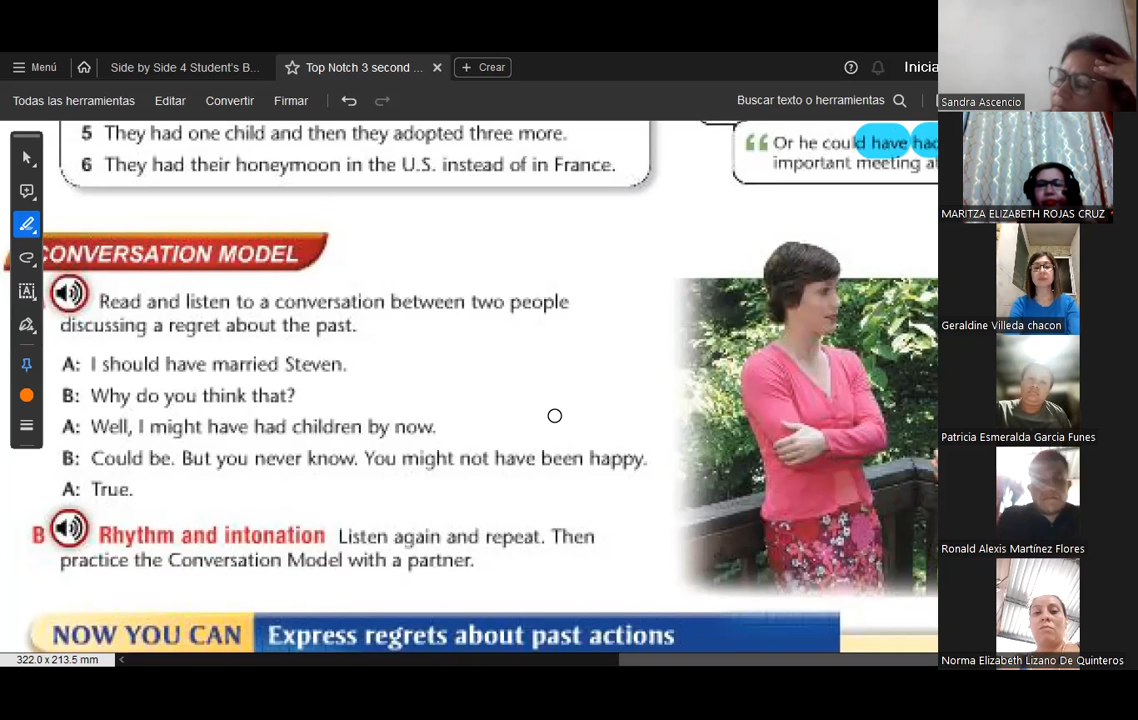 Menú
Side by Side 4 Student's B...
Top Notch 3 second ...
Crear
Inicia
Todas las herramientas
Editar
Convertir
Firmar
Buscar texto o herramientas
5 They had one child and then they adopted three more.
6 They had their honeymoon in the U.S. instead of in France.
Or he could have had
important meeting
CONVERSATION MODEL
Read and listen to a conversation between two people
discussing a regret about the past.
A: I should have married Steven.
B: Why do you think that?
A: Well, I might have had children by now.
B: Could be. But you never know. You might not have been happy.
A: True.
B Rhythm and intonation Listen again and repeat. Then
practice the Conversation Model with a partner.
NOW YOU CAN Express regrets about past actions
322.0 x 213.5 mm
Sandra Ascencio
MARITZA ELIZABETH ROJAS CRUZ
Geraldine Villeda chacon
Patricia Esmeralda Garcia Funes
Ronald Alexis Martínez Flores
Norma Elizabeth Lizano De Quinteros